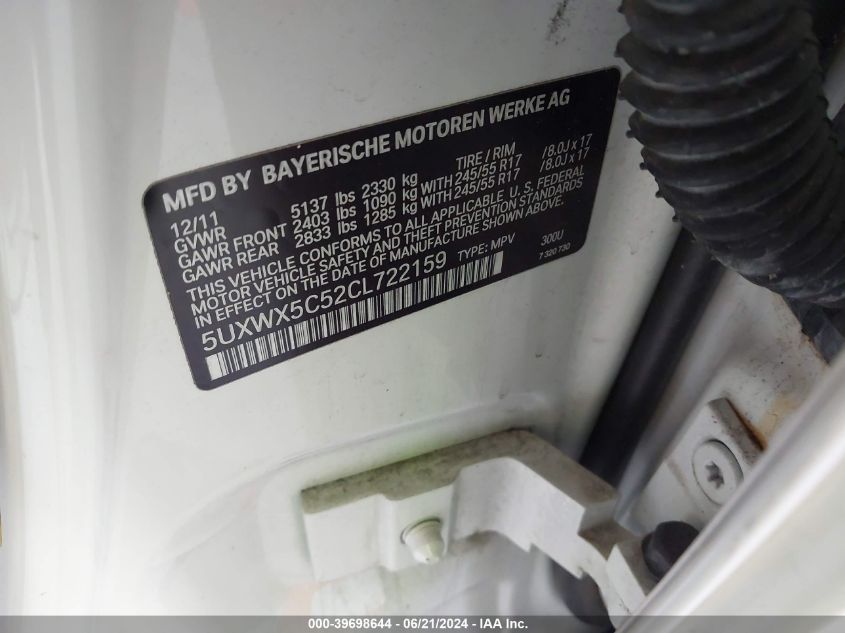 MFD BY BAYERISCHE MOTOREN WERKE AG
12/11
GVWR 5137 lbs 2330 kg TIRE / RIM
GAWR FRONT 2403 lbs 1090 kg WITH 245/55 R17 /8.0J x 17
GAWR REAR 2833 lbs 1285 kg WITH 245/55 R17 /8.0J x 17
THIS VEHICLE CONFORMS TO ALL APPLICABLE U.S. FEDERAL
MOTOR VEHICLE SAFETY AND THEFT PREVENTION STANDARDS
IN EFFECT ON THE DATE OF MANUFACTURE SHOWN ABOVE.
5UXWX5C52CL722159 TYPE: MPV 300U
7 320 730
000-39698644 / 06/21/2024 - IAA Inc.